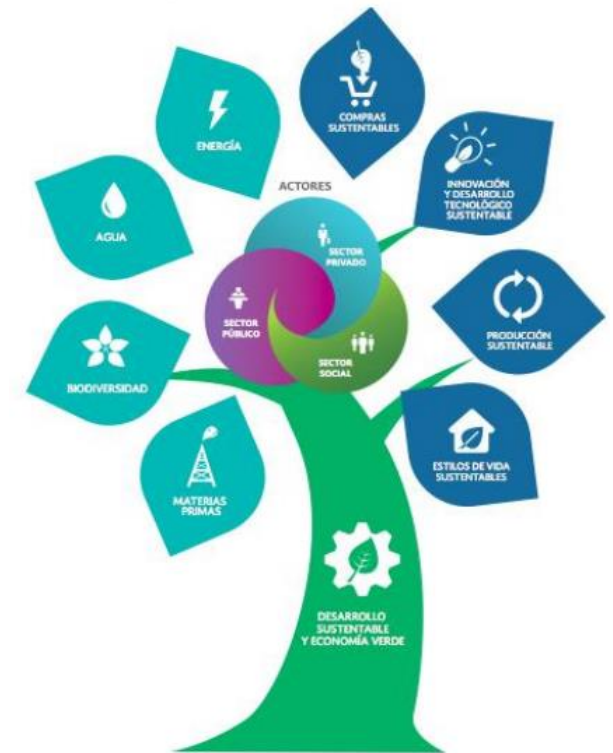 COMPRAS
SUSTENTABLES
ENERGÍA
INNOVACIÓN
Y DESARROLLO
TECNOLÓGICO
SUSTENTABLE
ACTORES
AGUA
SECTOR
PRIVADO
SECTOR
PÚBLICO
SECTOR
SOCIAL
PRODUCCIÓN
SUSTENTABLE
BIODIVERSIDAD
ESTILOS DE VIDA
SUSTENTABLES
MATERIAS
PRIMAS
DESARROLLO
SUSTENTABLE
Y ECONOMÍA VERDE